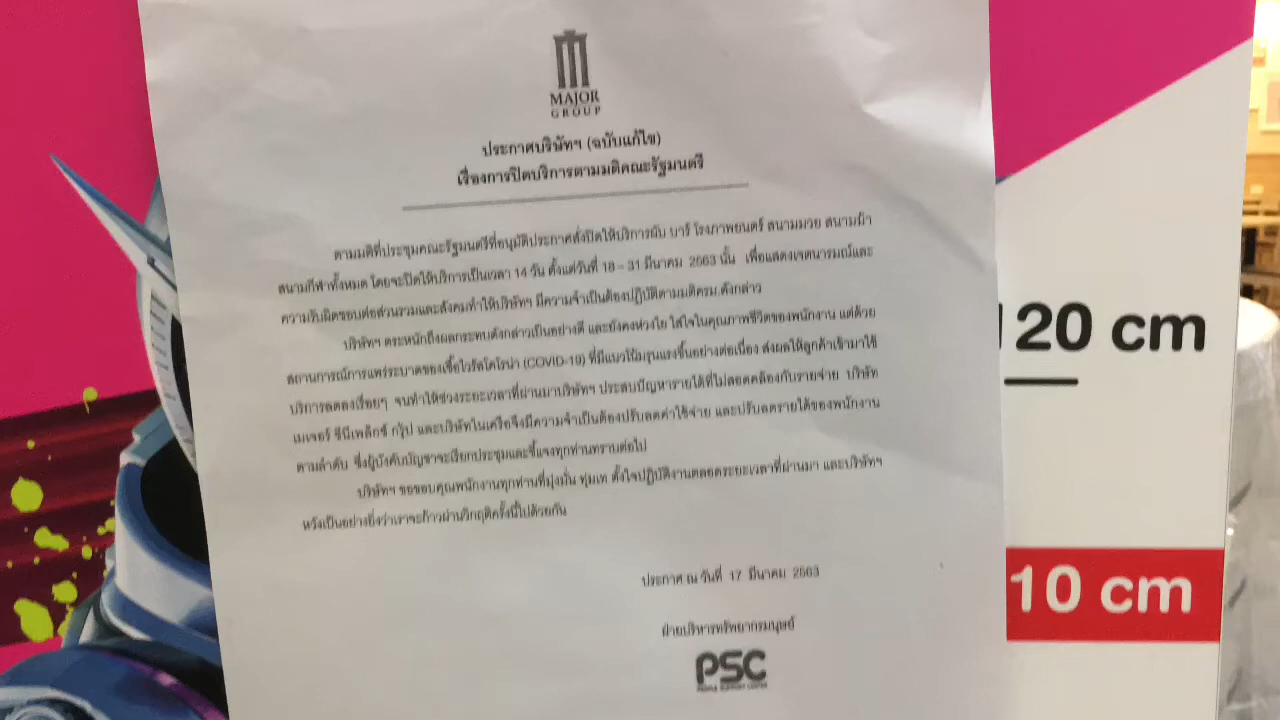 MAJOR
GROUP
ประกาศบริษัทฯ (ฉบับแก้ไข)
เรื่องการปิดบริการตามมติคณะรัฐมนตรี
ตามมติที่ประชุมคณะรัฐมนตรีที่อนุมัติประกาศสั่งปิดให้บริการผับ บาร์ โรงภาพยนตร์ สนามมวย สนามม้า
สนามกีฬาทั้งหมด โดยจะปิดให้บริการเป็นเวลา 14 วัน ตั้งแต่วันที่ 18 – 31 มีนาคม 2563 นั้น เพื่อแสดงเจตนารมณ์และ
ความรับผิดชอบต่อส่วนรวมและสังคมทำให้บริษัทฯ มีความจำเป็นต้องปฏิบัติตามมติครม.ดังกล่าว
บริษัทฯ ตระหนักถึงผลกระทบดังกล่าวเป็นอย่างดี และยังคงห่วงใย ใส่ใจในคุณภาพชีวิตของพนักงาน แต่ด้วย
สถานการณ์การแพร่ระบาดของเชื้อไวรัสโคโรน่า (COVID-19) ที่มีแนวโน้มรุนแรงขึ้นอย่างต่อเนื่อง ส่งผลให้ลูกค้าเข้ามาใช้
บริการลดลงเรื่อยๆ จนทำให้ช่วงระยะเวลาที่ผ่านมาบริษัทฯ ประสบปัญหารายได้ที่ไม่สอดคล้องกับรายจ่าย บริษัท
เมเจอร์ ซีนีเพล็กซ์ กรุ้ป และบริษัทในเครือจึงมีความจำเป็นต้องปรับลดค่าใช้จ่าย และปรับลดรายได้ของพนักงาน
ตามลำดับ ซึ่งผู้บังคับบัญชาจะเรียกประชุมและชี้แจงทุกท่านทราบต่อไป
บริษัทฯ ขอขอบคุณพนักงานทุกท่านที่มุ่งมั่น ทุ่มเท ตั้งใจปฏิบัติงานตลอดระยะเวลาที่ผ่านมา และบริษัทฯ
หวังเป็นอย่างยิ่งว่าเราจะก้าวผ่านวิกฤติครั้งนี้ไปด้วยกัน
ประกาศ ณ วันที่ 17 มีนาคม 2563
ฝ่ายบริหารทรัพยากรมนุษย์
PSC
PEOPLE SUPPORT CENTER
120 cm
10 cm